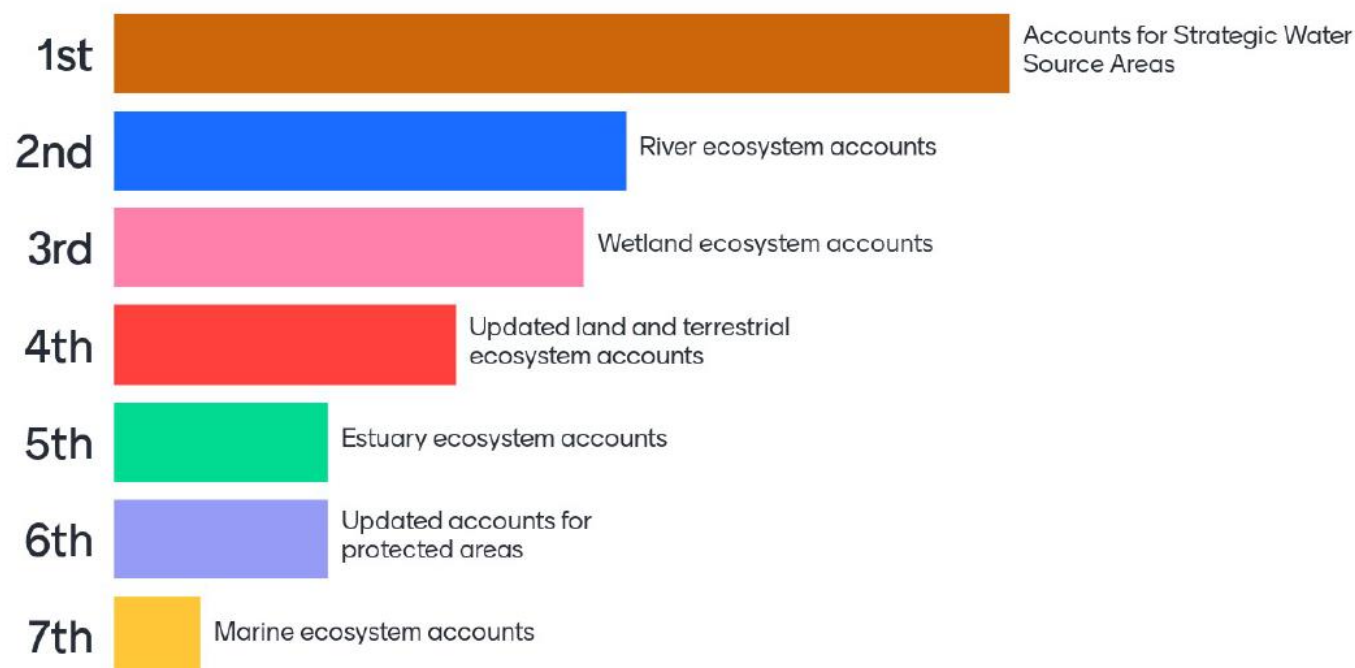 1st
Accounts for Strategic Water
Source Areas
2nd
River ecosystem accounts
3rd
Wetland ecosystem accounts
4th
Updated land and terrestrial
ecosystem accounts
5th
Estuary ecosystem accounts
6th
Updated accounts for
protected areas
7th
Marine ecosystem accounts